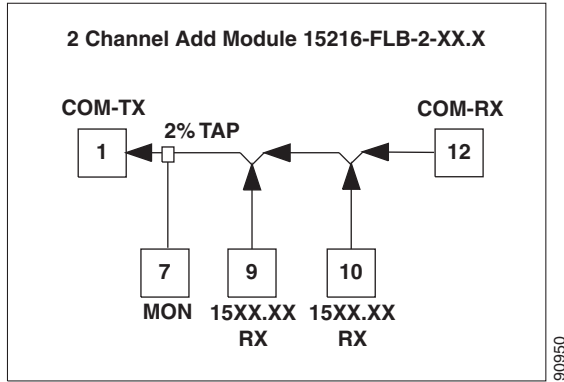 2 Channel Add Module 15216-FLB-2-XX.X
COM-TX
COM-RX
2% TAP
1
12
7
9
10
MON
15XX.XX
RX
15XX.XX
RX
90950